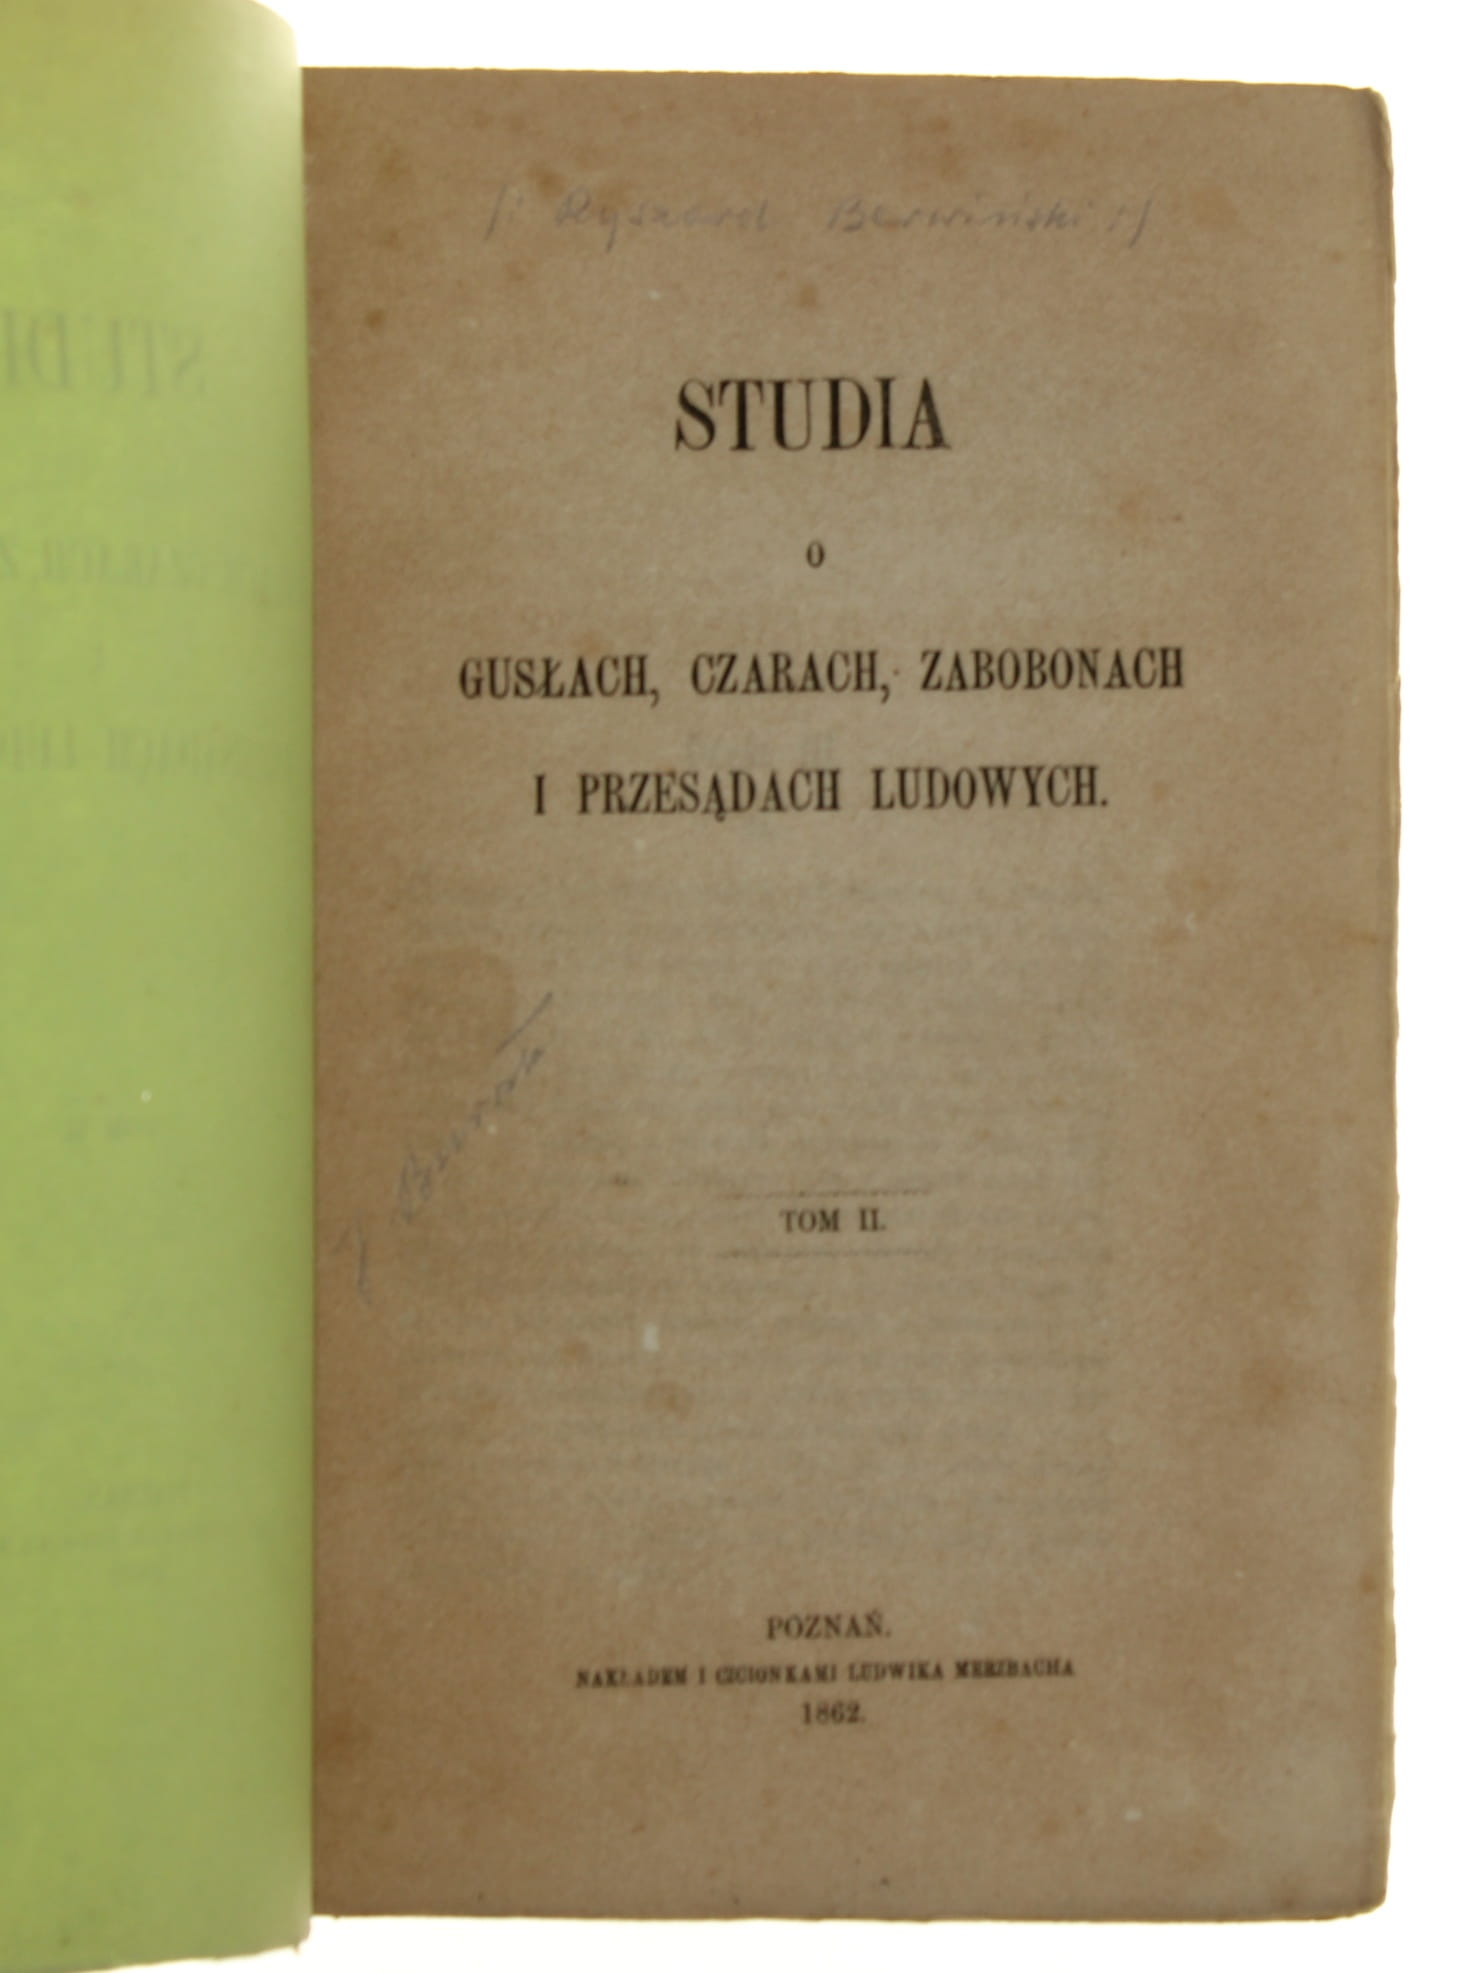 /: Ryszard Berwiński :/
STUDIA
O
GUSŁACH, CZARACH, ZABOBONACH
I PRZESĄDACH LUDOWYCH.
TOM II.
POZNAŃ.
NAKŁADEM I CZCIONKAMI LUDWIKA MERZBACHA
1862.